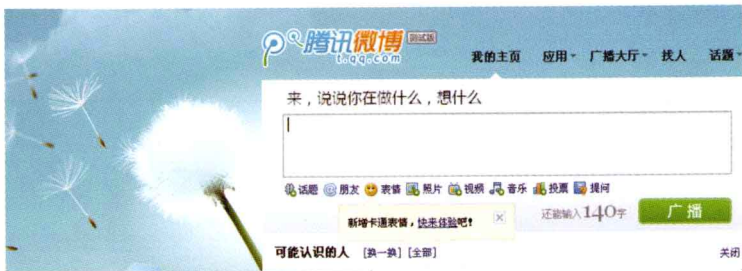 腾讯微博 测试版
t.qq.com
我的主页 应用 广播大厅 找人 话题
来，说说你在做什么，想什么
话题 朋友 表情 照片 视频 音乐 投票 提问
还能输入140字 广播
新增卡通表情，快来体验吧！
可能认识的人 [换一换] [全部] 关闭